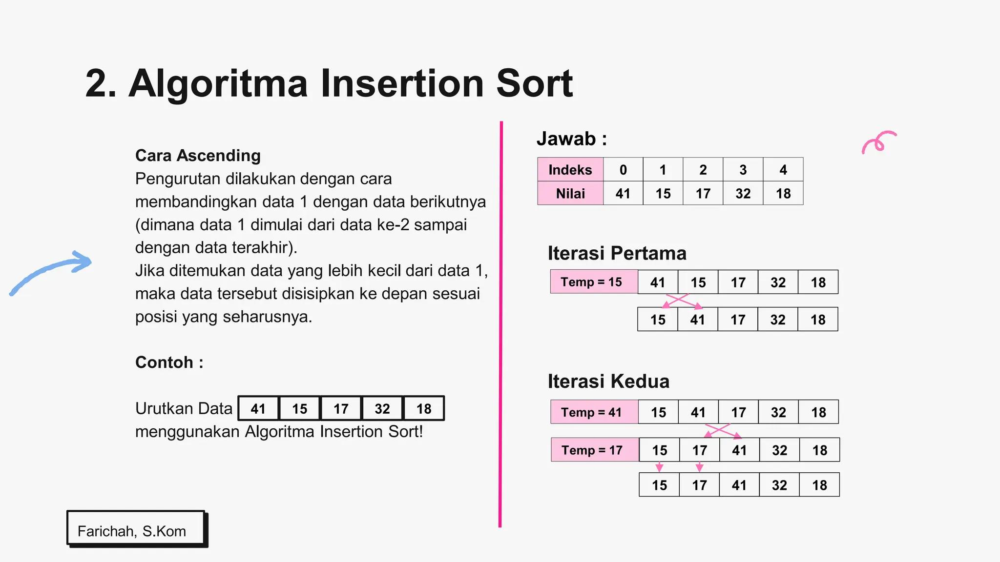 2. Algoritma Insertion Sort
Cara Ascending
Pengurutan dilakukan dengan cara
membandingkan data 1 dengan data berikutnya
(dimana data 1 dimulai dari data ke-2 sampai
dengan data terakhir).
Jika ditemukan data yang lebih kecil dari data 1,
maka data tersebut disisipkan ke depan sesuai
posisi yang seharusnya.
Contoh :
Urutkan Data 41 15 17 32 18
menggunakan Algoritma Insertion Sort!
Farichah, S.Kom
Jawab :
Indeks 0 1 2 3 4
Nilai 41 15 17 32 18
Iterasi Pertama
Temp = 15 41 15 17 32 18
15 41 17 32 18
Iterasi Kedua
Temp = 41 15 41 17 32 18
Temp = 17 15 17 41 32 18
15 17 41 32 18